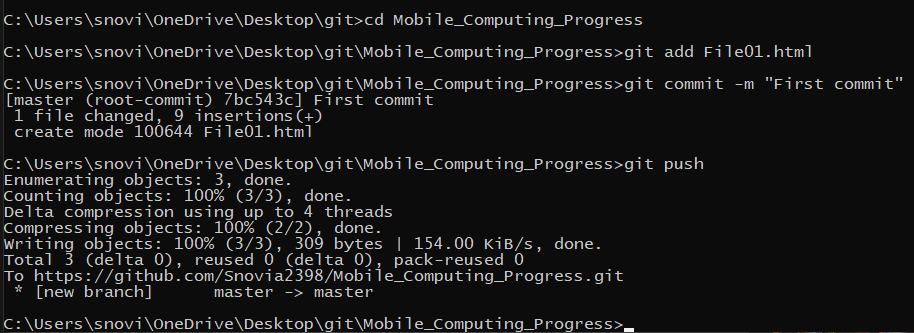 C:\Users\snovi\OneDrive\Desktop\git>cd Mobile_Computing_Progress
C:\Users\snovi\OneDrive\Desktop\git\Mobile_Computing_Progress>git add File01.html
C:\Users\snovi\OneDrive\Desktop\git\Mobile_Computing_Progress>git commit -m "First commit"
[master (root-commit) 7bc543c] First commit
 1 file changed, 9 insertions(+)
 create mode 100644 File01.html
C:\Users\snovi\OneDrive\Desktop\git\Mobile_Computing_Progress>git push
Enumerating objects: 3, done.
Counting objects: 100% (3/3), done.
Delta compression using up to 4 threads
Compressing objects: 100% (2/2), done.
Writing objects: 100% (3/3), 309 bytes | 154.00 KiB/s, done.
Total 3 (delta 0), reused 0 (delta 0), pack-reused 0
To https://github.com/Snovia2398/Mobile_Computing_Progress.git
 * [new branch]      master -> master
C:\Users\snovi\OneDrive\Desktop\git\Mobile_Computing_Progress>